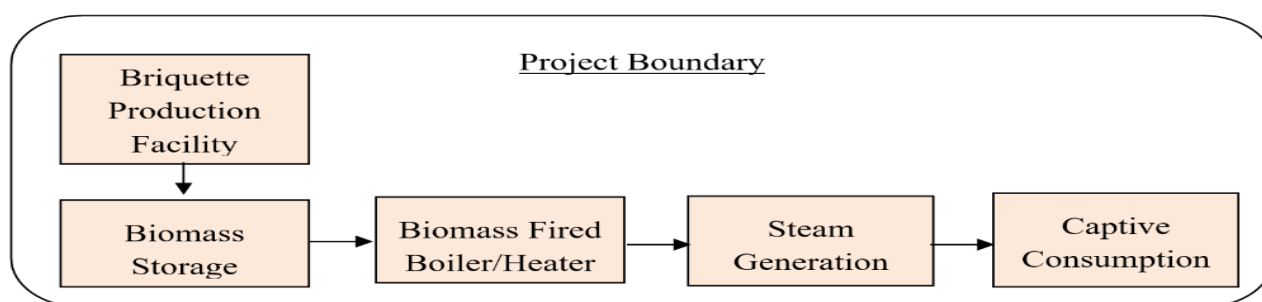 Project Boundary
Briquette
Production
Facility
Biomass
Storage
Biomass Fired
Boiler/Heater
Steam
Generation
Captive
Consumption